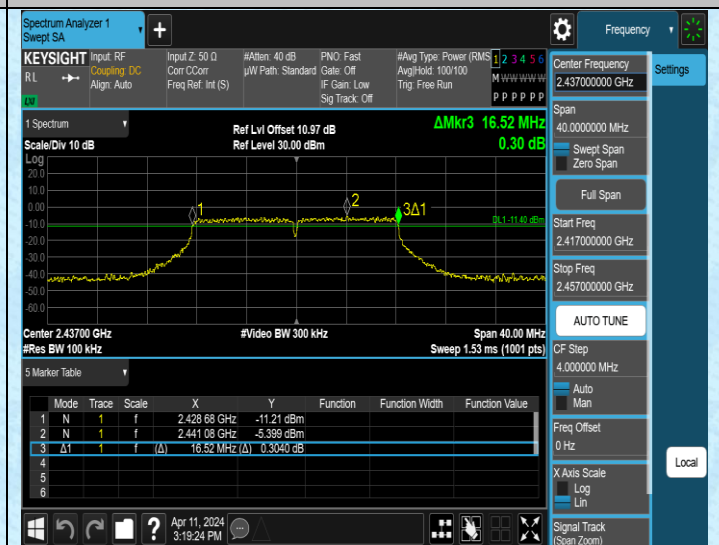 Spectrum Analyzer 1
Swept SA
+
Frequency
KEYSIGHT
RL
LNI
Input: RF
Coupling: DC
Align: Auto
Input Z: 50 Ω
Corr CCorr
Freq Ref: Int (S)
#Atten: 40 dB
µW Path: Standard
PNO: Fast
Gate: Off
IF Gain: Low
Sig Track: Off
#Avg Type: Power (RMS
Avg|Hold: 100/100
Trig: Free Run
1 2 3 4 5 6
M W W W W W
P P P P P P
1 Spectrum
Scale/Div 10 dB
Ref Lvl Offset 10.97 dB
Ref Level 30.00 dBm
ΔMkr3 16.52 MHz
0.30 dB
Log
20.0
10.0
0.00
-10.0
-20.0
-30.0
-40.0
-50.0
-60.0
1
2
3Δ1
DL1 -11.40 dBm
Center 2.43700 GHz
#Res BW 100 kHz
#Video BW 300 kHz
Span 40.00 MHz
Sweep 1.53 ms (1001 pts)
5 Marker Table
Mode Trace Scale X Y Function Function Width Function Value
1 N 1 f 2.428 68 GHz -11.21 dBm
2 N 1 f 2.441 08 GHz -5.399 dBm
3 Δ1 1 f (Δ) 16.52 MHz (Δ) 0.3040 dB
4
5
6
?
Apr 11, 2024
3:19:24 PM
Center Frequency
2.437000000 GHz
Span
40.0000000 MHz
Swept Span
Zero Span
Full Span
Start Freq
2.417000000 GHz
Stop Freq
2.457000000 GHz
AUTO TUNE
CF Step
4.000000 MHz
Auto
Man
Freq Offset
0 Hz
X Axis Scale
Log
Lin
Signal Track
(Span Zoom)
Settings
Local